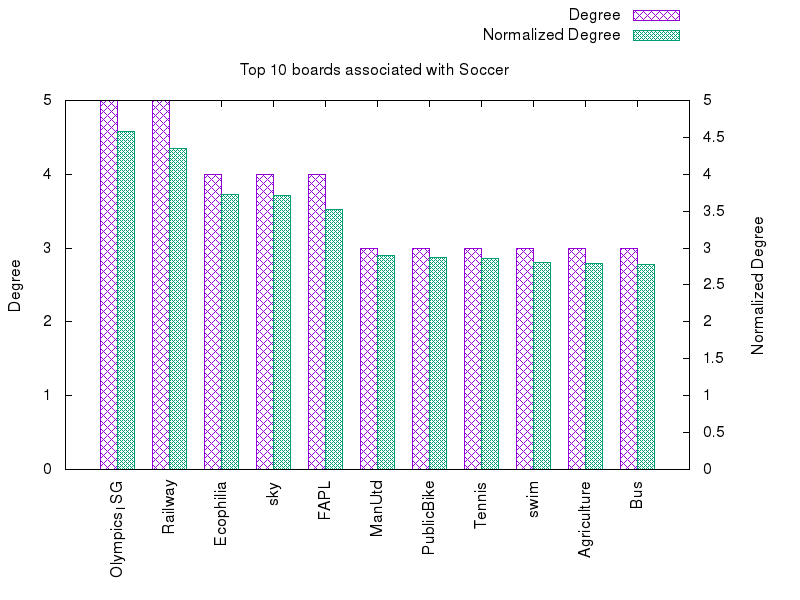 Degree
Normalized Degree
Top 10 boards associated with Soccer
5
4
3
2
1
0
Degree
5
4.5
4
3.5
3
2.5
2
1.5
1
0.5
0
Normalized Degree
Olympics_ISG
Railway
Ecophilia
sky
FAPL
ManUtd
PublicBike
Tennis
swim
Agriculture
Bus